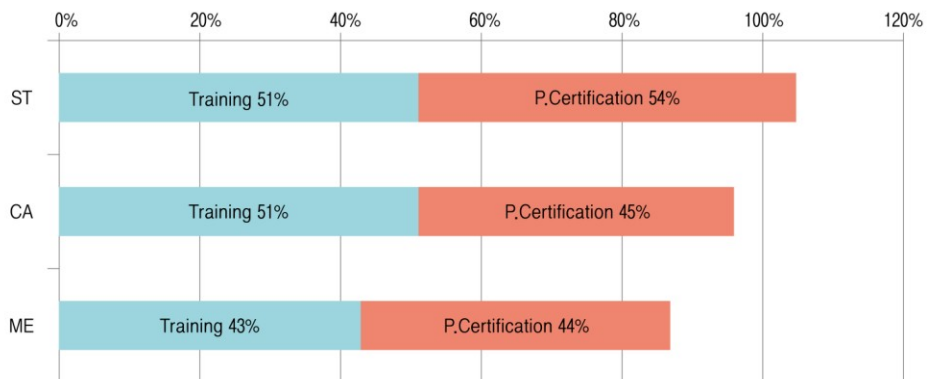 0% 20% 40% 60% 80% 100% 120%
ST Training 51% P.Certification 54%
CA Training 51% P.Certification 45%
ME Training 43% P.Certification 44%